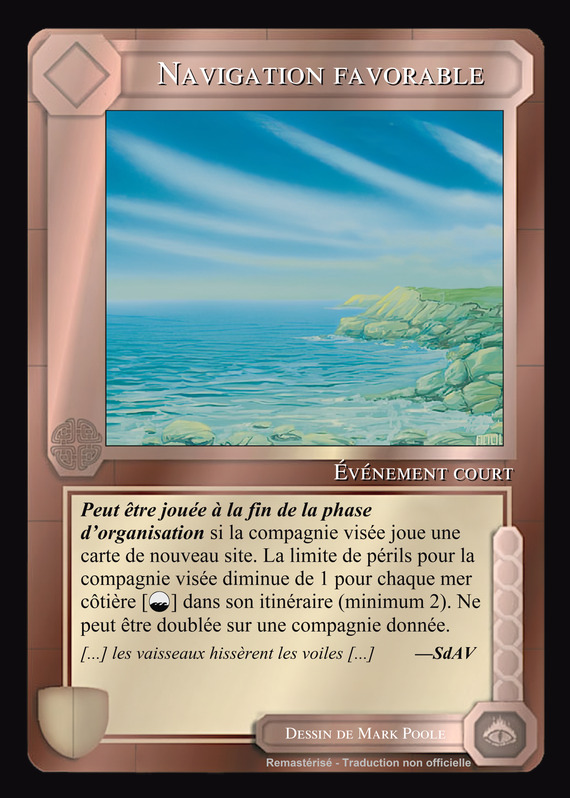 Navigation favorable
Événement court
Peut être jouée à la fin de la phase
d'organisation si la compagnie visée joue une
carte de nouveau site. La limite de périls pour la
compagnie visée diminue de 1 pour chaque mer
côtière [] dans son itinéraire (minimum 2). Ne
peut être doublée sur une compagnie donnée.
[...] les vaisseaux hissèrent les voiles [...] —SdAV
Dessin de Mark Poole
Remastérisé - Traduction non officielle